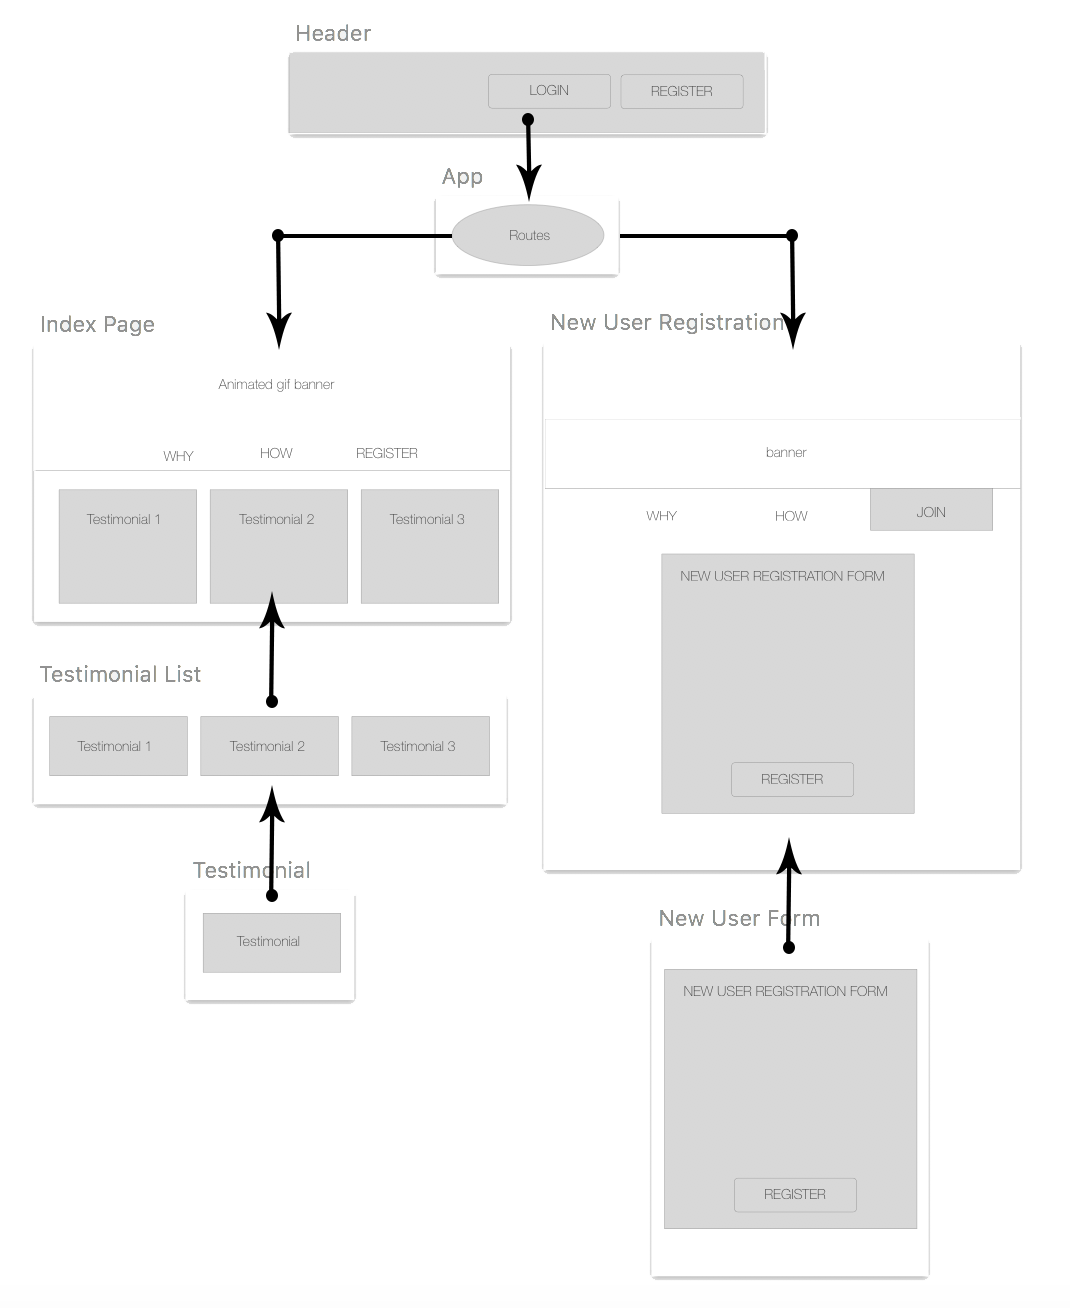 Header
LOGIN
REGISTER
App
Routes
Index Page
Animated gif banner
WHY
HOW
REGISTER
Testimonial 1
Testimonial 2
Testimonial 3
Testimonial List
Testimonial 1
Testimonial 2
Testimonial 3
Testimonial
Testimonial
New User Registration
banner
WHY
HOW
JOIN
NEW USER REGISTRATION FORM
REGISTER
New User Form
NEW USER REGISTRATION FORM
REGISTER